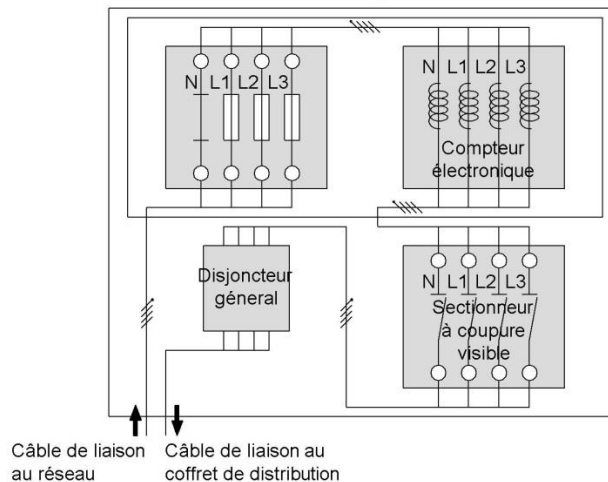 N L1 L2 L3
N L1 L2 L3
Compteur
électronique
Disjoncteur
géneral
N L1 L2 L3
Sectionneur
à coupure
visible
Câble de liaison
au réseau
Câble de liaison au
coffret de distribution